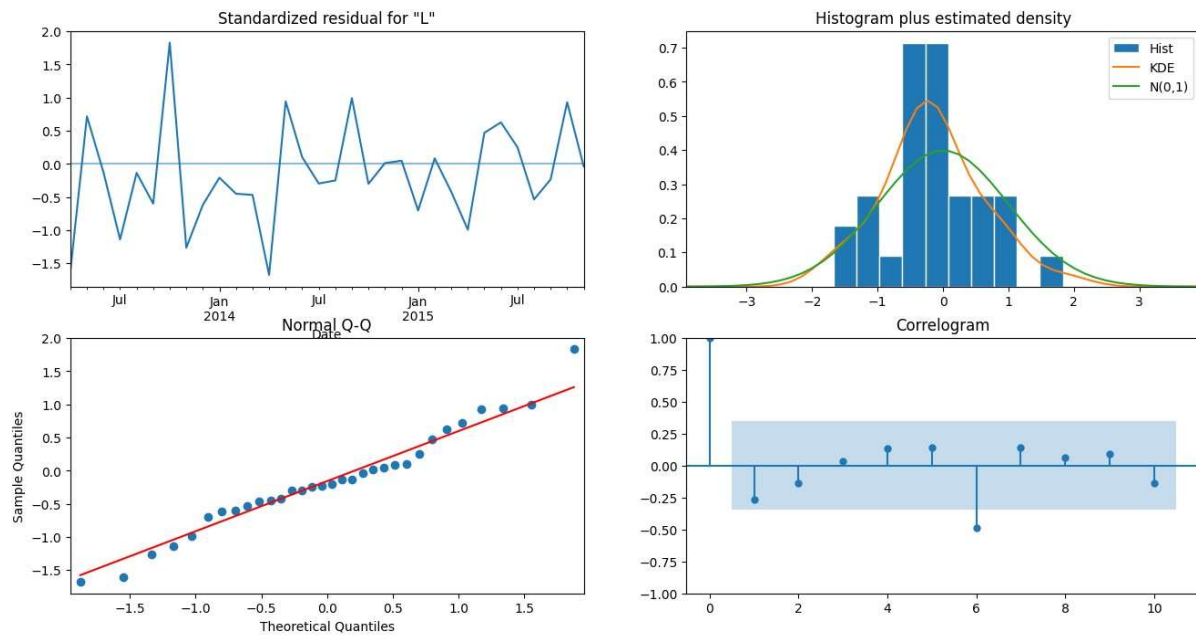 Standardized residual for "L"
2.0
1.5
1.0
0.5
0.0
−0.5
−1.0
−1.5
Jul Jan Jul Jan Jul
2014 2015
Date
Histogram plus estimated density
0.7
0.6
0.5
0.4
0.3
0.2
0.1
0.0
−3 −2 −1 0 1 2 3
Hist
KDE
N(0,1)
Normal Q-Q
Sample Quantiles
2.0
1.5
1.0
0.5
0.0
−0.5
−1.0
−1.5
−1.5 −1.0 −0.5 0.0 0.5 1.0 1.5
Theoretical Quantiles
Correlogram
1.00
0.75
0.50
0.25
0.00
−0.25
−0.50
−0.75
−1.00
0 2 4 6 8 10